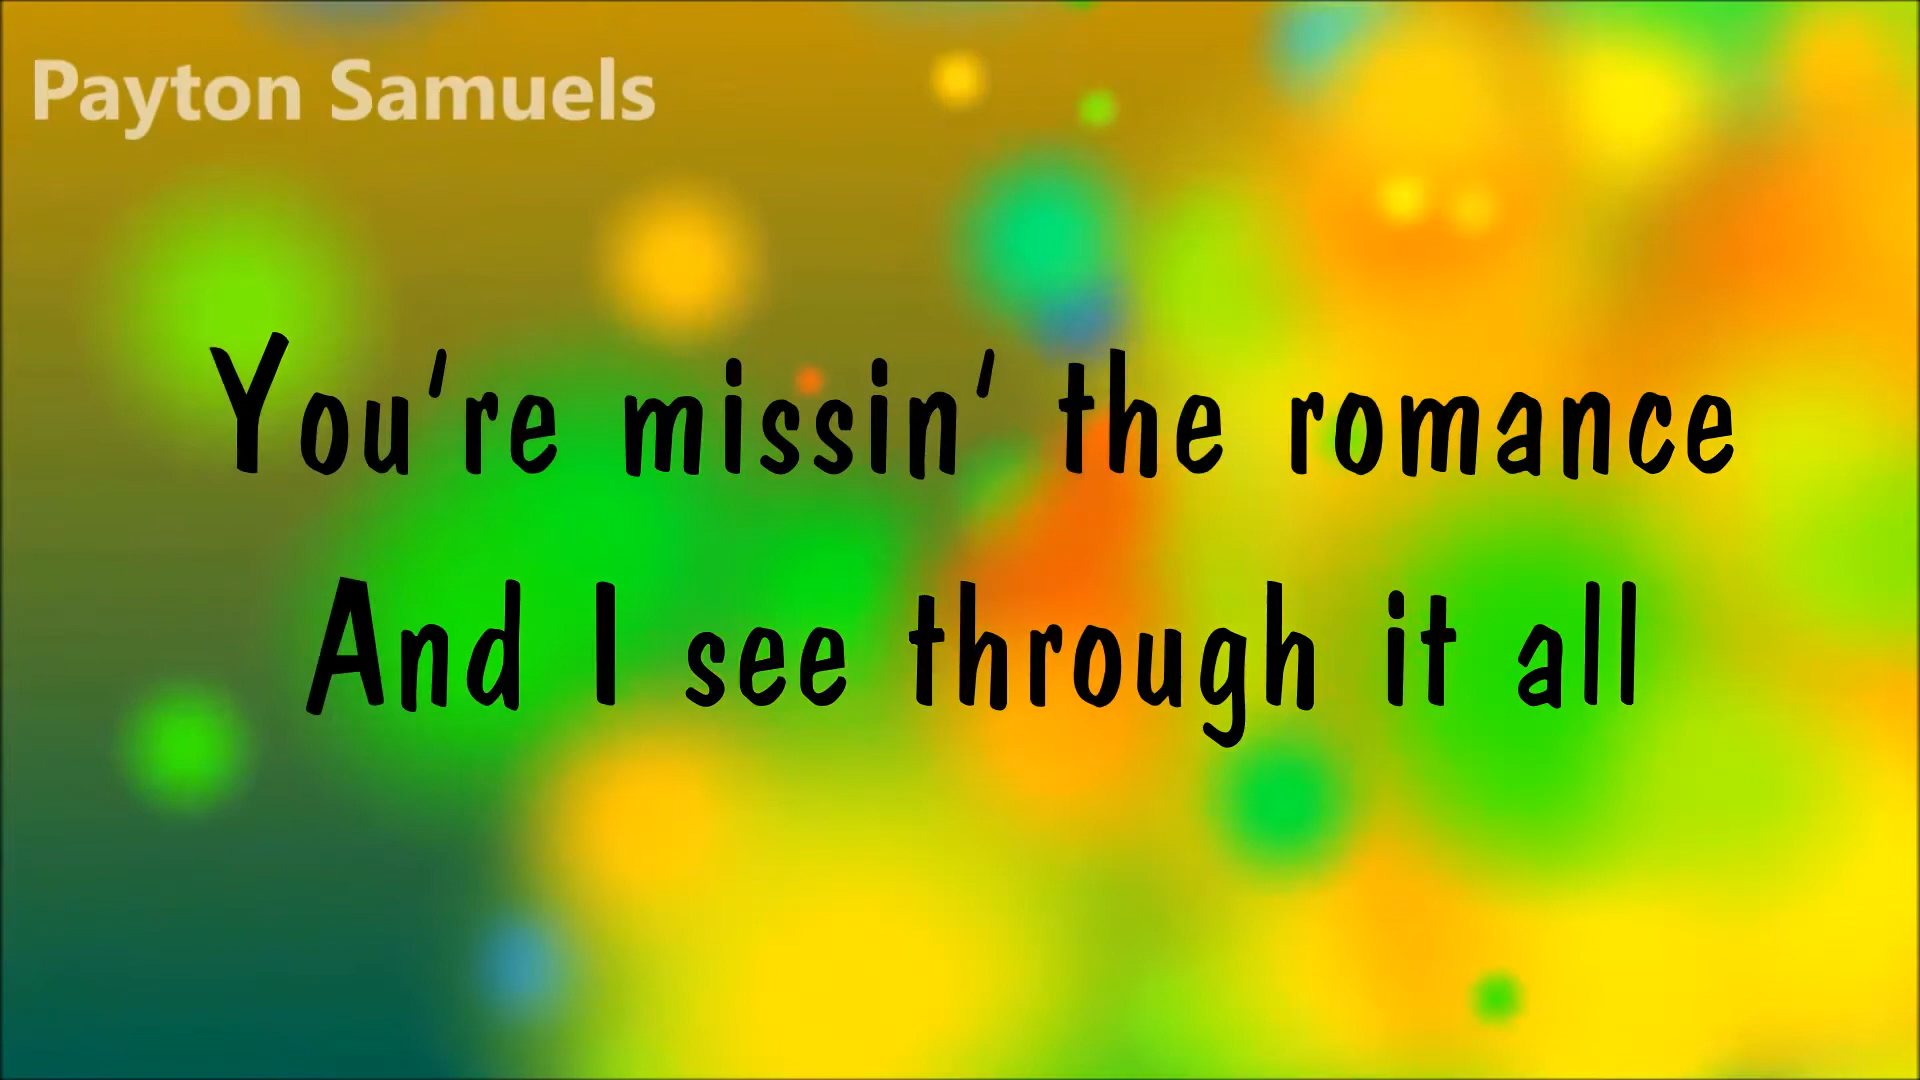 Payton Samuels
You're missin' the romance
And I see through it all